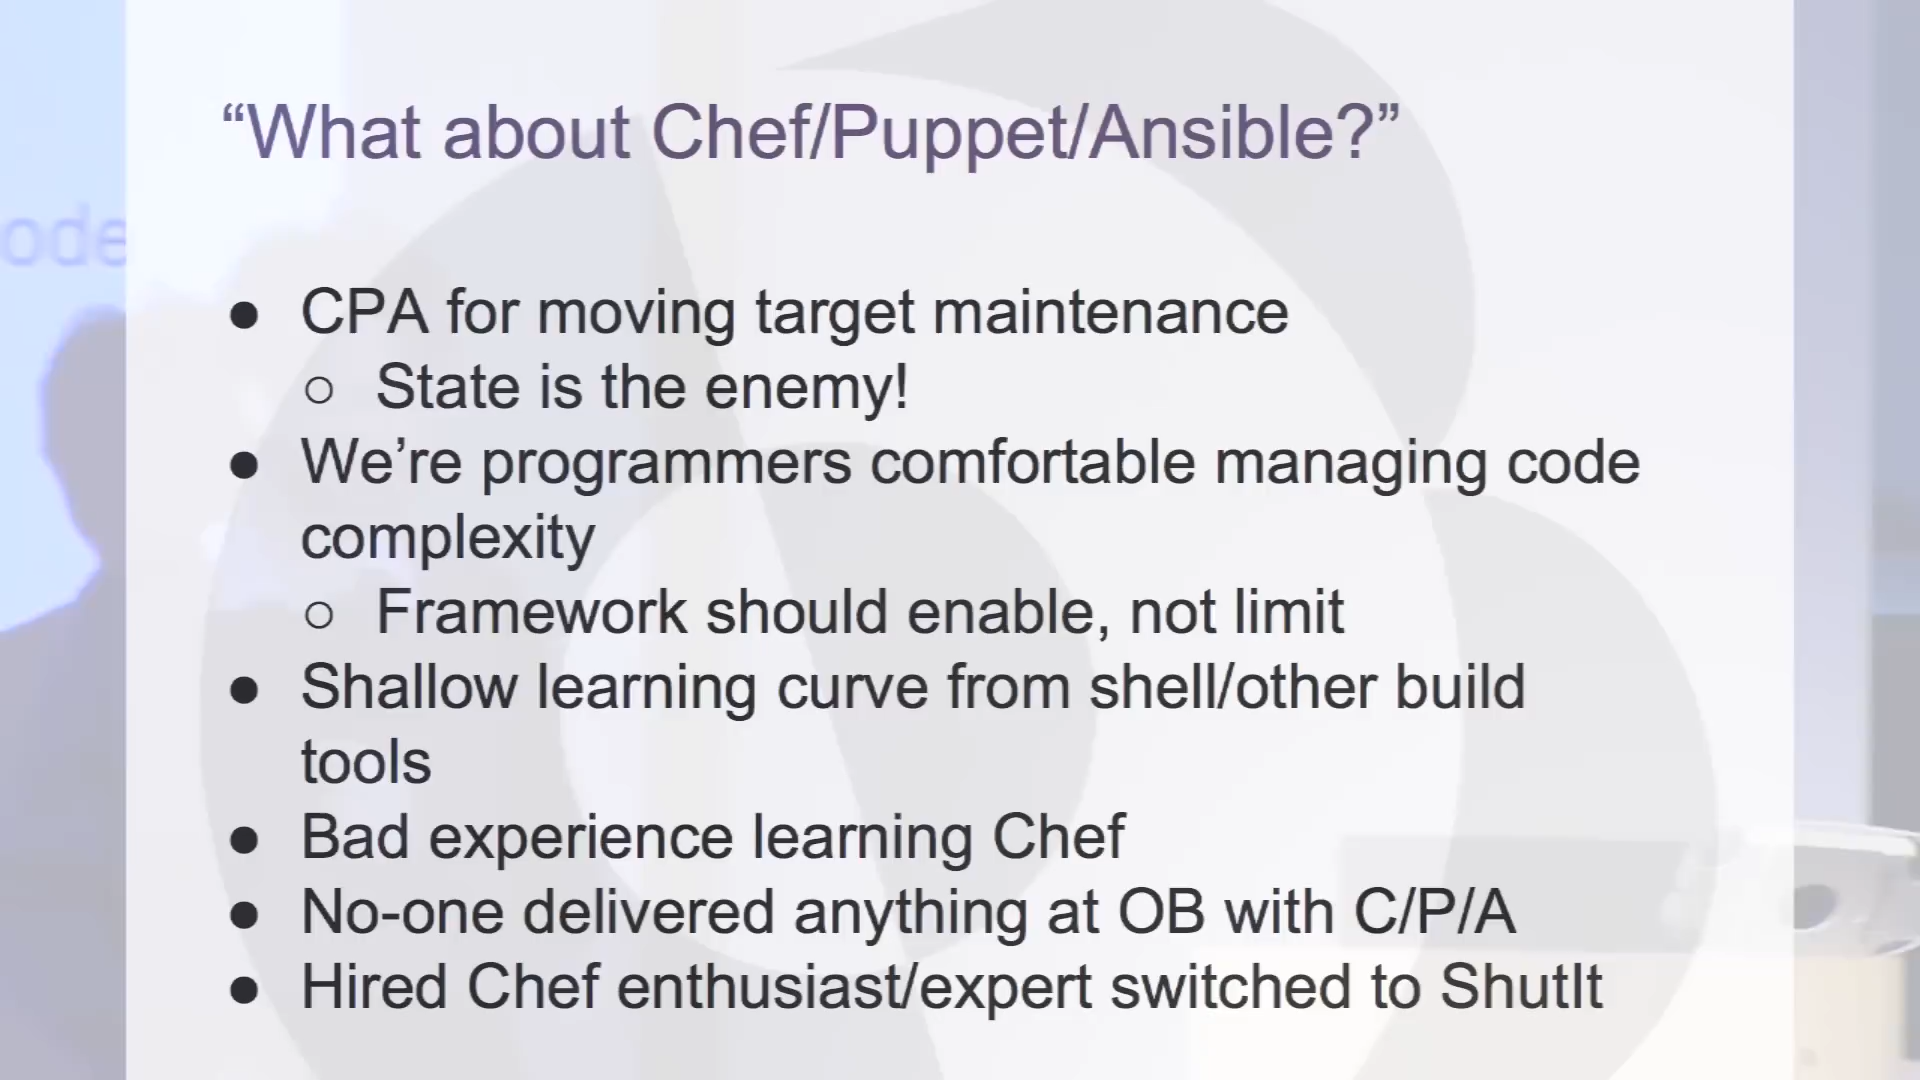 “What about Chef/Puppet/Ansible?”
ode
● CPA for moving target maintenance
○ State is the enemy!
● We’re programmers comfortable managing code
complexity
○ Framework should enable, not limit
● Shallow learning curve from shell/other build
tools
● Bad experience learning Chef
● No-one delivered anything at OB with C/P/A
● Hired Chef enthusiast/expert switched to ShutIt